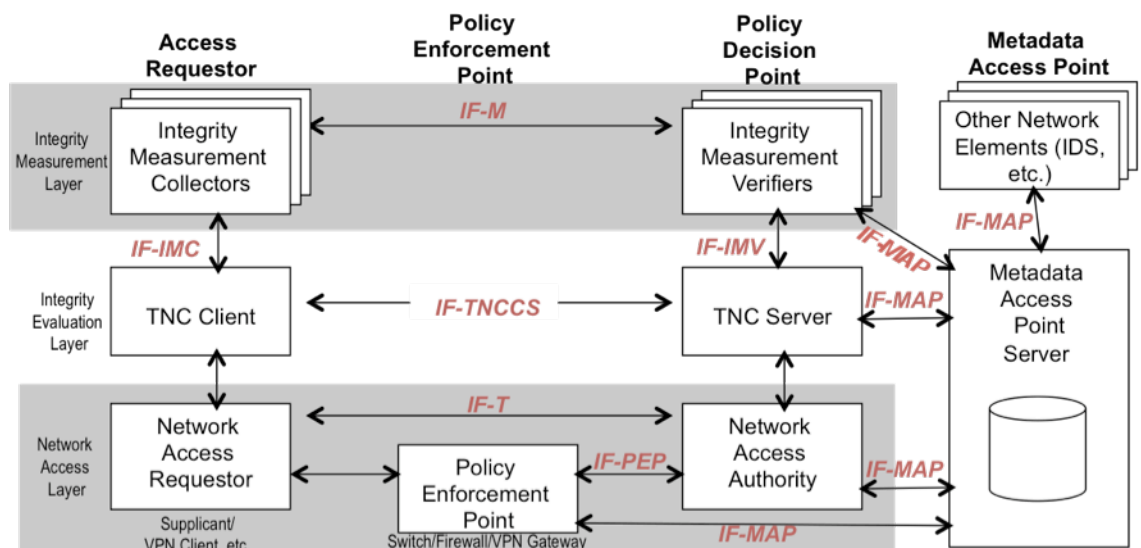 Access
Requestor
Policy
Enforcement
Point
Policy
Decision
Point
Metadata
Access Point
Integrity
Measurement
Layer
Integrity
Measurement
Collectors
IF-M
Integrity
Measurement
Verifiers
Other Network
Elements (IDS,
etc.)
IF-IMC
IF-IMV
IF-MAP
IF-MAP
Integrity
Evaluation
Layer
TNC Client
IF-TNCCS
TNC Server
IF-MAP
Metadata
Access
Point
Server
Network
Access
Layer
Network
Access
Requestor
IF-T
Policy
Enforcement
Point
IF-PEP
Network
Access
Authority
IF-MAP
IF-MAP
Supplicant/
VPN Client, etc.
Switch/Firewall/VPN Gateway